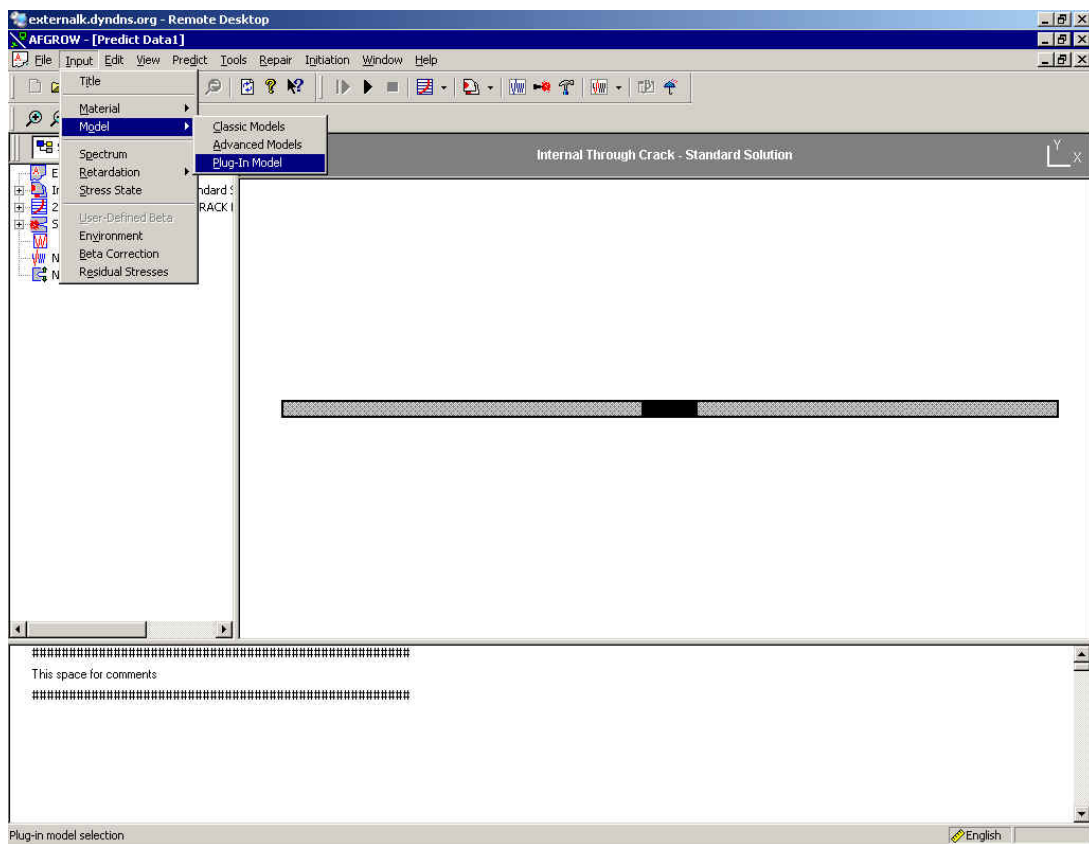 externalk.dyndns.org - Remote Desktop
AFGROW - [Predict Data1]
File Input Edit View Predict Tools Repair Initiation Window Help
Title
Material
Model
Spectrum
Retardation
Stress State
User-Defined Beta
Environment
Beta Correction
Residual Stresses
Classic Models
Advanced Models
Plug-In Model
Internal Through Crack - Standard Solution
Y
X
E
In
ndard S
2
RACK I
S
N
N
##################################################
This space for comments
##################################################
Plug-in model selection
English